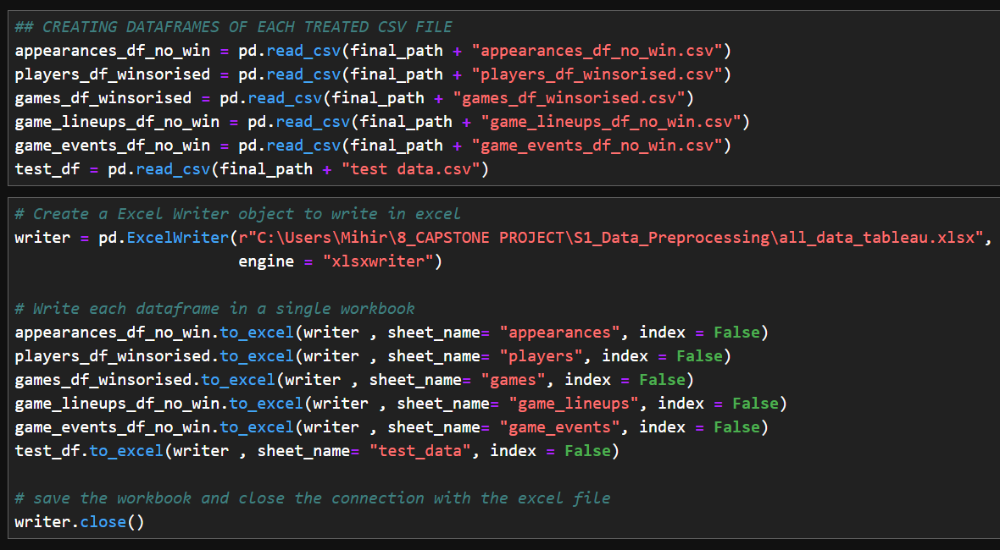 ## CREATING DATAFRAMES OF EACH TREATED CSV FILE
appearances_df_no_win = pd.read_csv(final_path + "appearances_df_no_win.csv")
players_df_winsorised = pd.read_csv(final_path + "players_df_winsorised.csv")
games_df_winsorised = pd.read_csv(final_path + "games_df_winsorised.csv")
game_lineups_df_no_win = pd.read_csv(final_path + "game_lineups_df_no_win.csv")
game_events_df_no_win = pd.read_csv(final_path + "game_events_df_no_win.csv")
test_df = pd.read_csv(final_path + "test data.csv")
# Create a Excel Writer object to write in excel
writer = pd.ExcelWriter(r"C:\Users\Mihir\8_CAPSTONE PROJECT\S1_Data_Preprocessing\all_data_tableau.xlsx",
engine = "xlsxwriter")
# Write each dataframe in a single workbook
appearances_df_no_win.to_excel(writer , sheet_name= "appearances", index = False)
players_df_winsorised.to_excel(writer , sheet_name= "players", index = False)
games_df_winsorised.to_excel(writer , sheet_name= "games", index = False)
game_lineups_df_no_win.to_excel(writer , sheet_name= "game_lineups", index = False)
game_events_df_no_win.to_excel(writer , sheet_name= "game_events", index = False)
test_df.to_excel(writer , sheet_name= "test_data", index = False)
# save the workbook and close the connection with the excel file
writer.close()